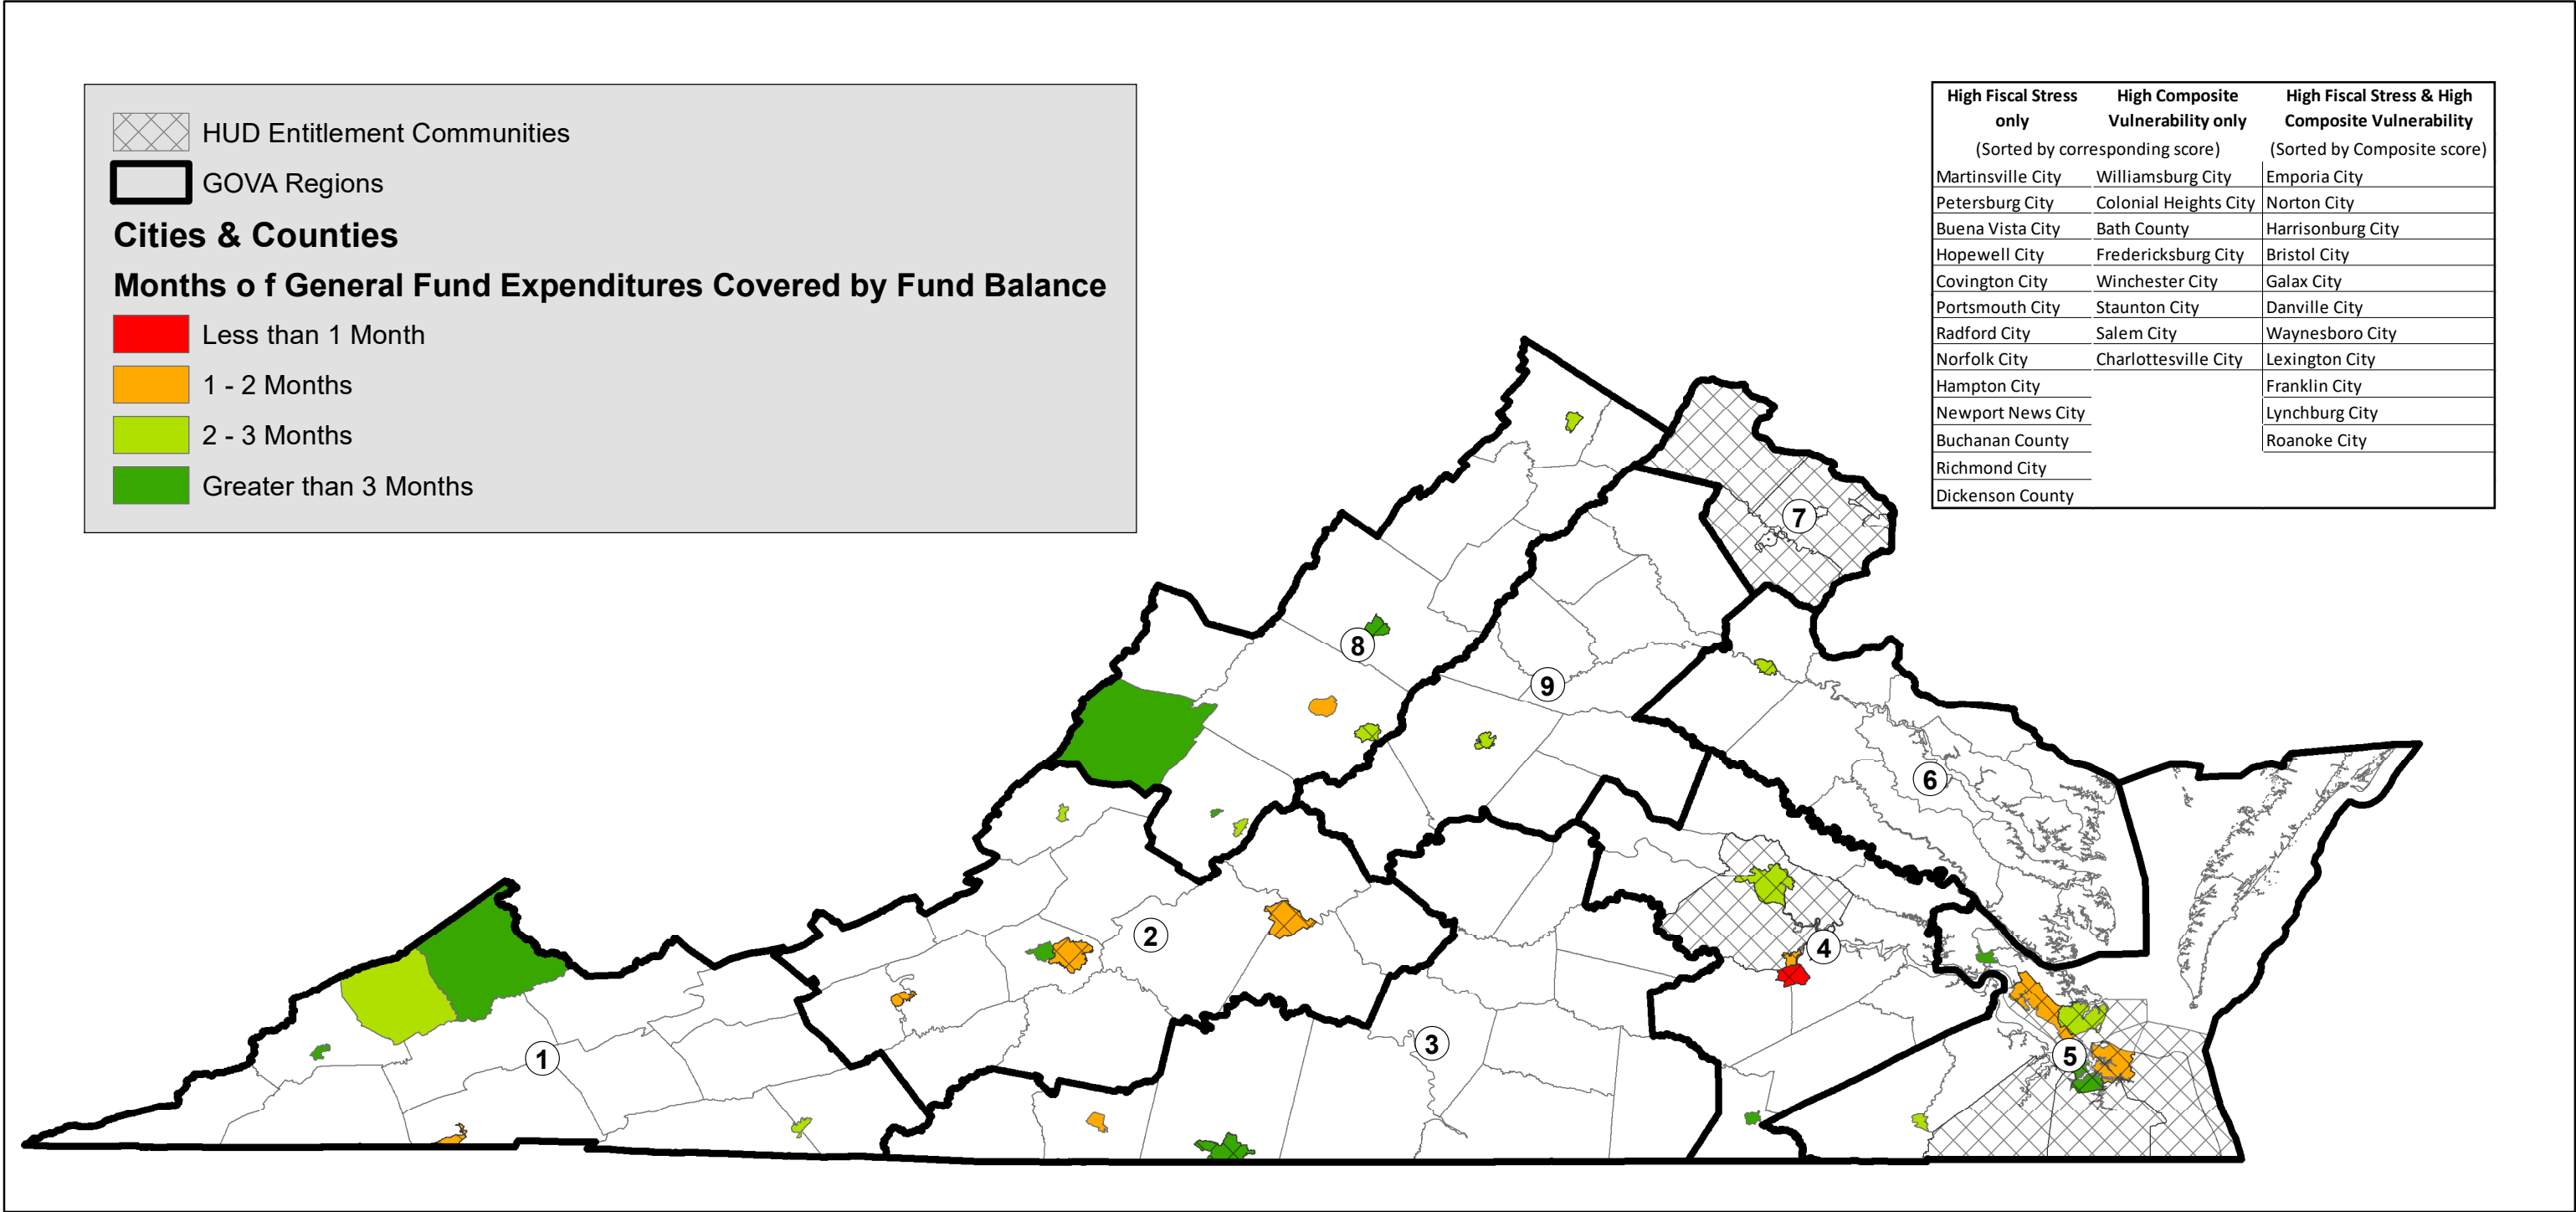 HUD Entitlement Communities
GOVA Regions
Cities & Counties
Months o f General Fund Expenditures Covered by Fund Balance
Less than 1 Month
1 - 2 Months
2 - 3 Months
Greater than 3 Months
High Fiscal Stress only High Composite Vulnerability only High Fiscal Stress & High Composite Vulnerability
(Sorted by corresponding score) (Sorted by Composite score)
Martinsville City Williamsburg City Emporia City
Petersburg City Colonial Heights City Norton City
Buena Vista City Bath County Harrisonburg City
Hopewell City Fredericksburg City Bristol City
Covington City Winchester City Galax City
Portsmouth City Staunton City Danville City
Radford City Salem City Waynesboro City
Norfolk City Charlottesville City Lexington City
Hampton City Franklin City
Newport News City Lynchburg City
Buchanan County Roanoke City
Richmond City
Dickenson County
7
8
9
6
2
4
3
1
5